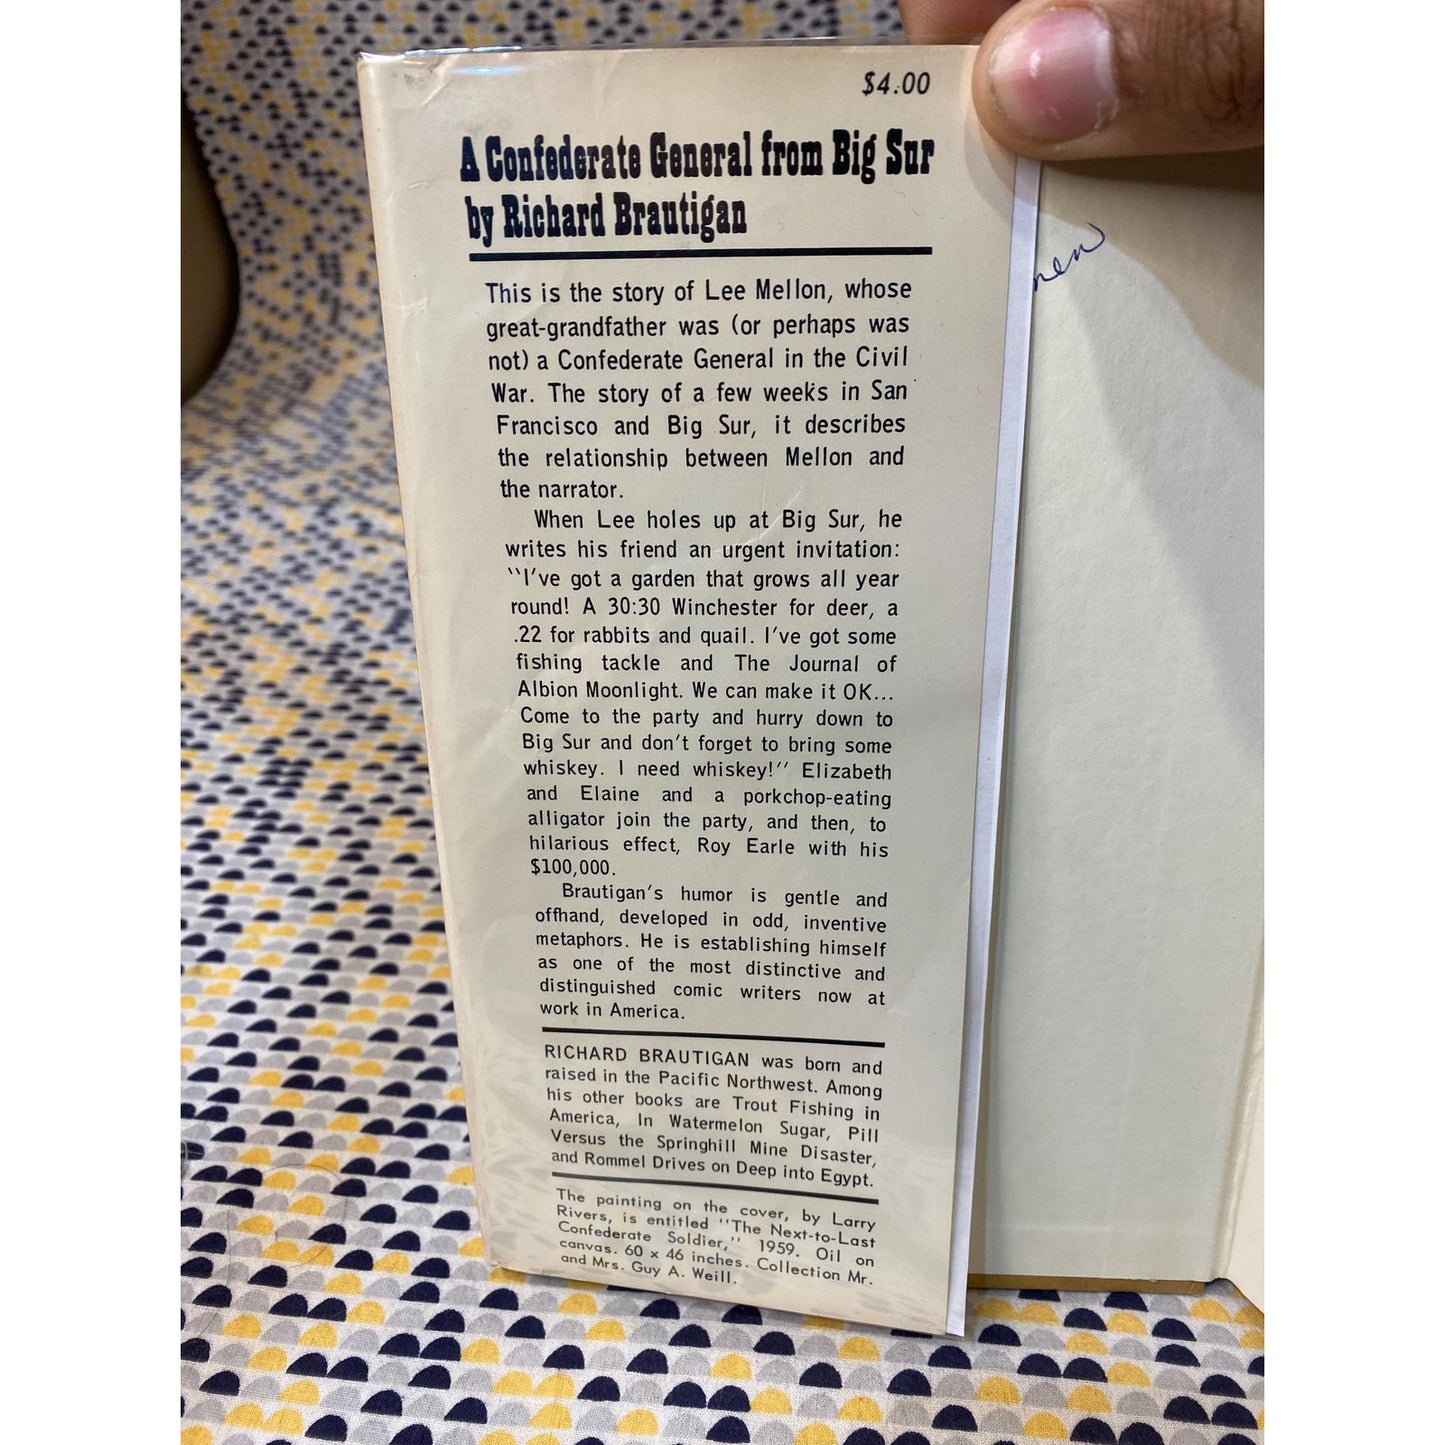 $4.00
A Confederate General from Big Sur
by Richard Brautigan
This is the story of Lee Mellon, whose
great-grandfather was (or perhaps was
not) a Confederate General in the Civil
War. The story of a few weeks in San
Francisco and Big Sur, it describes
the relationship between Mellon and
the narrator.
When Lee holes up at Big Sur, he
writes his friend an urgent invitation:
"I've got a garden that grows all year
round! A 30:30 Winchester for deer, a
.22 for rabbits and quail. I've got some
fishing tackle and The Journal of
Albion Moonlight. We can make it OK...
Come to the party and hurry down to
Big Sur and don't forget to bring some
whiskey. I need whiskey!" Elizabeth
and Elaine and a porkchop-eating
alligator join the party, and then, to
hilarious effect, Roy Earle with his
$100,000.
Brautigan's humor is gentle and
offhand, developed in odd, inventive
metaphors. He is establishing himself
as one of the most distinctive and
distinguished comic writers now at
work in America.
RICHARD BRAUTIGAN was born and
raised in the Pacific Northwest. Among
his other books are Trout Fishing in
America, In Watermelon Sugar, Pill
Versus the Springhill Mine Disaster,
and Rommel Drives on Deep into Egypt.
The painting on the cover, by Larry
Rivers, is entitled "The Next-to-Last
Confederate Soldier," 1959. Oil on
canvas. 60 x 46 inches. Collection Mr.
and Mrs. Guy A. Weill.